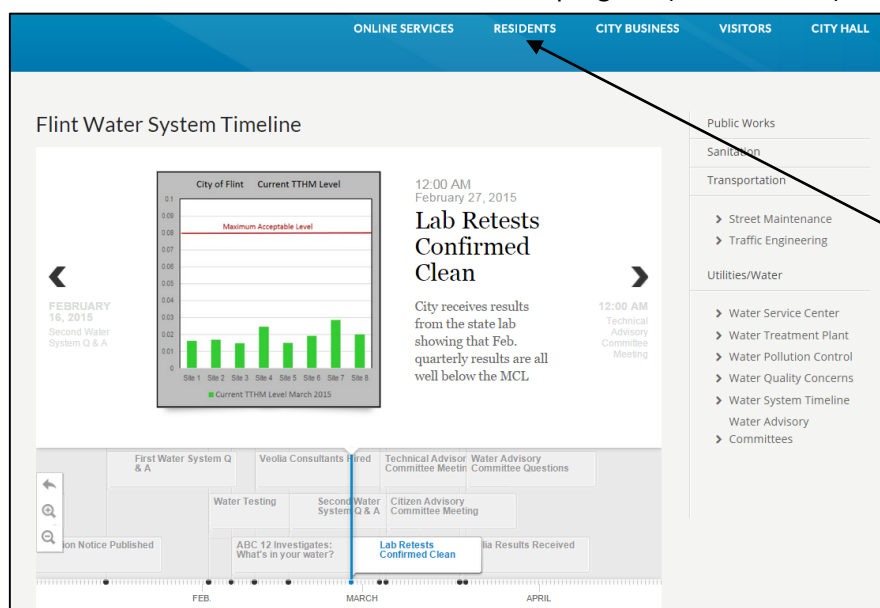 ONLINE SERVICES RESIDENTS CITY BUSINESS VISITORS CITY HALL
Flint Water System Timeline
City of Flint Current TTHM Level
0.1
0.09
0.08
0.07
0.06
0.05
0.04
0.03
0.02
0.01
0
Maximum Acceptable Level
Site 1 Site 2 Site 3 Site 4 Site 5 Site 6 Site 7 Site 8
Current TTHM Level March 2015
FEBRUARY
16, 2015
Second Water
System Q & A
12:00 AM
February 27, 2015
Lab Retests
Confirmed
Clean
City receives results
from the state lab
showing that Feb.
quarterly results are all
well below the MCL
12:00 AM
Technical
Advisory
Committee
Meeting
First Water System Q
& A
Veolia Consultants Hired
Technical Advisor
Committee Meetin
Water Advisory
Committee Questions
Water Testing
Second Water
System Q & A
Citizen Advisory
Committee Meeting
ion Notice Published
ABC 12 Investigates:
What's in your water?
Lab Retests
Confirmed Clean
lia Results Received
FEB. MARCH APRIL
Public Works
Sanitation
Transportation
Street Maintenance
Traffic Engineering
Utilities/Water
Water Service Center
Water Treatment Plant
Water Pollution Control
Water Quality Concerns
Water System Timeline
Water Advisory
Committees